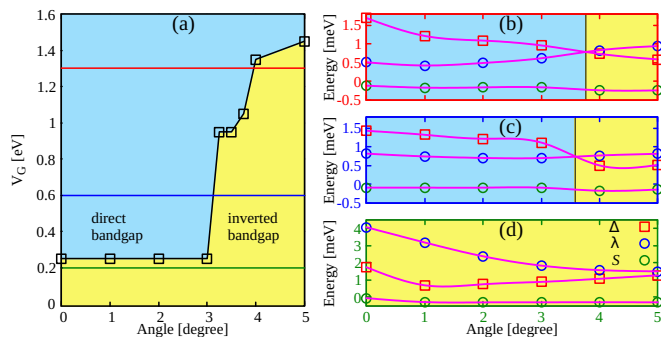 (a)
1.6
1.4
1.2
1
0.8
0.6
0.4
0.2
0
V_G [eV]
direct
bandgap
inverted
bandgap
0 1 2 3 4 5
Angle [degree]
(b)
1.5
0.5
-0.5
Energy [meV]
(c)
1.5
0.5
-0.5
Energy [meV]
(d)
4
3
2
1
0
Energy [meV]
Δ
λ
S
0 1 2 3 4 5
Angle [degree]